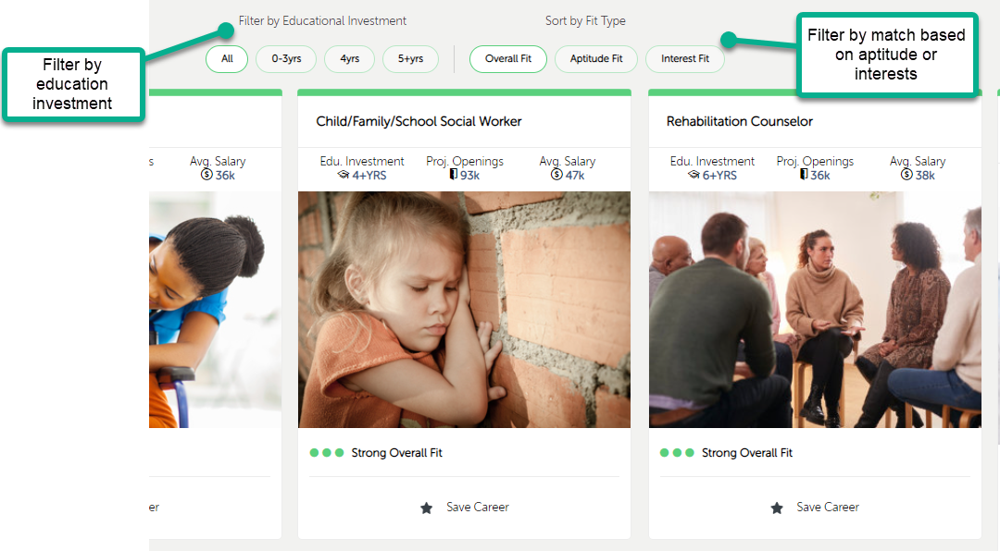 Filter by Educational Investment
Sort by Fit Type
Filter by
education
investment
All
0-3yrs
4yrs
5+yrs
Overall Fit
Aptitude Fit
Interest Fit
Filter by match based
on aptitude or
interests
s
Avg. Salary
36k
er
Child/Family/School Social Worker
Edu. Investment
4+YRS
Proj. Openings
93k
Avg. Salary
47k
Strong Overall Fit
Save Career
Rehabilitation Counselor
Edu. Investment
6+YRS
Proj. Openings
36k
Avg. Salary
38k
Strong Overall Fit
Save Career